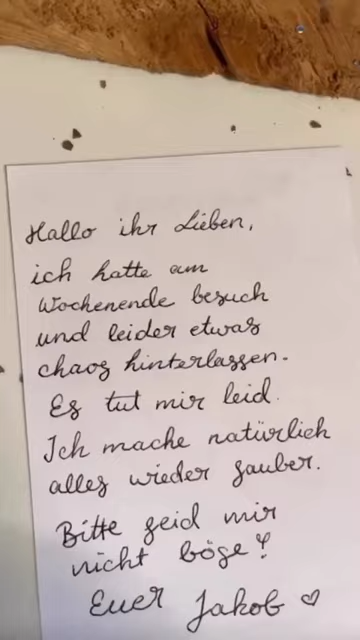 Hallo ihr Lieben,
ich hatte am
Wochenende besuch
und leider etwas
chaos hinterlassen.
Es tut mir leid.
Ich mache natürlich
alles wieder sauber.
Bitte seid mir
nicht böse!
Euer Jakob ♡